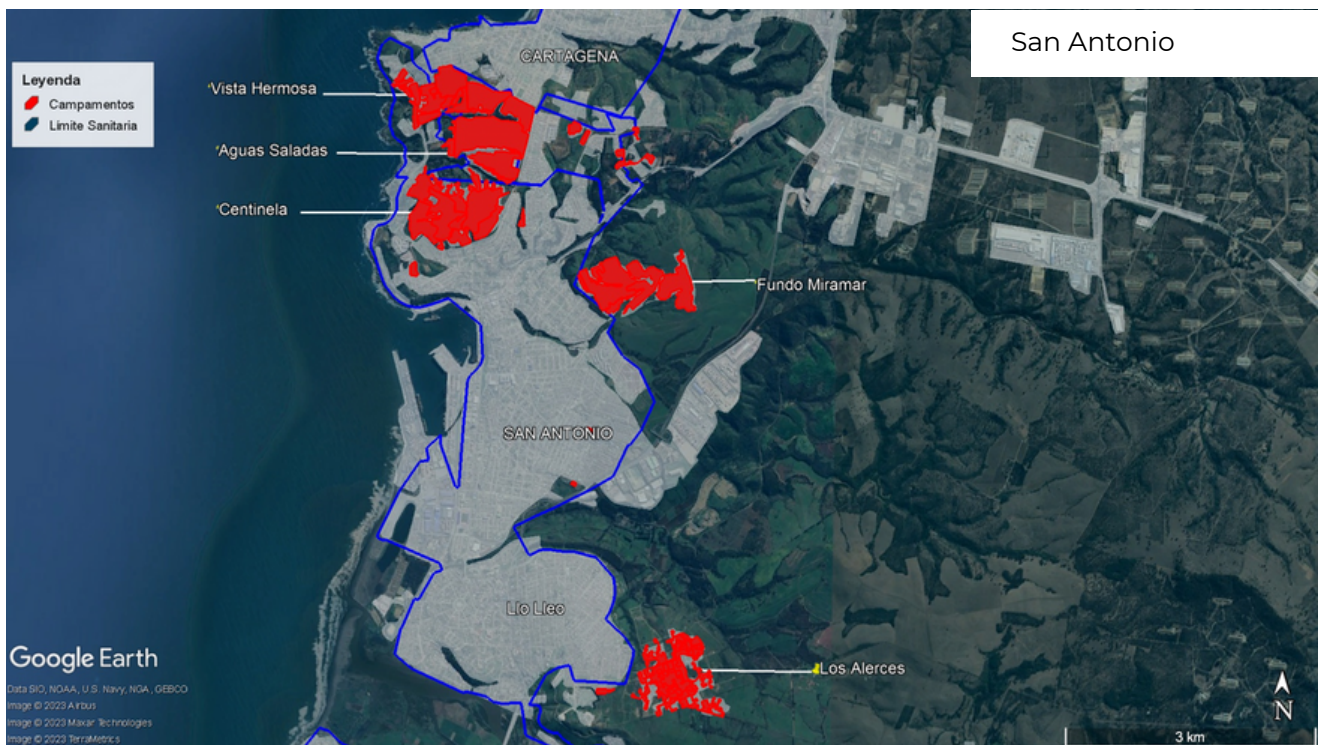 San Antonio
CARTAGENA
Leyenda
Campamentos
Límite Sanitaria
Vista Hermosa
Aguas Saladas
Centinela
Fundo Miramar
SAN ANTONIO
Llo Lleo
Los Alerces
Google Earth
Data SIO, NOAA, U.S. Navy, NGA, GEBCO
Image © 2023 Airbus
Image © 2023 Maxar Technologies
Image © 2023 TerraMetrics
N
3 km